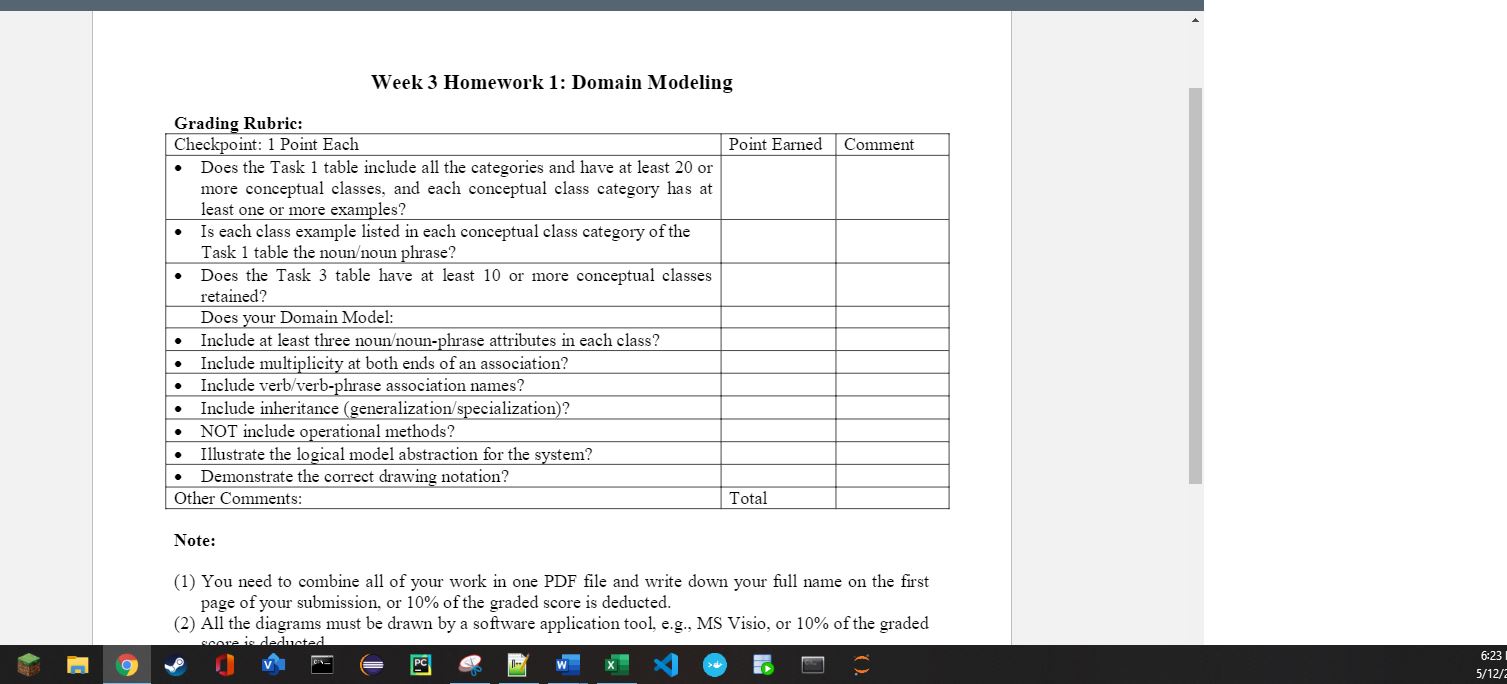 Week 3 Homework 1: Domain Modeling
Grading Rubric:
Checkpoint: 1 Point Each Point Earned Comment
• Does the Task 1 table include all the categories and have at least 20 or
more conceptual classes, and each conceptual class category has at
least one or more examples?
• Is each class example listed in each conceptual class category of the
Task 1 table the noun/noun phrase?
• Does the Task 3 table have at least 10 or more conceptual classes
retained?
Does your Domain Model:
• Include at least three noun/noun-phrase attributes in each class?
• Include multiplicity at both ends of an association?
• Include verb/verb-phrase association names?
• Include inheritance (generalization/specialization)?
• NOT include operational methods?
• Illustrate the logical model abstraction for the system?
• Demonstrate the correct drawing notation?
Other Comments: Total
Note:
(1) You need to combine all of your work in one PDF file and write down your full name on the first
page of your submission, or 10% of the graded score is deducted.
(2) All the diagrams must be drawn by a software application tool, e.g., MS Visio, or 10% of the graded
score is deducted
6:23
5/12/